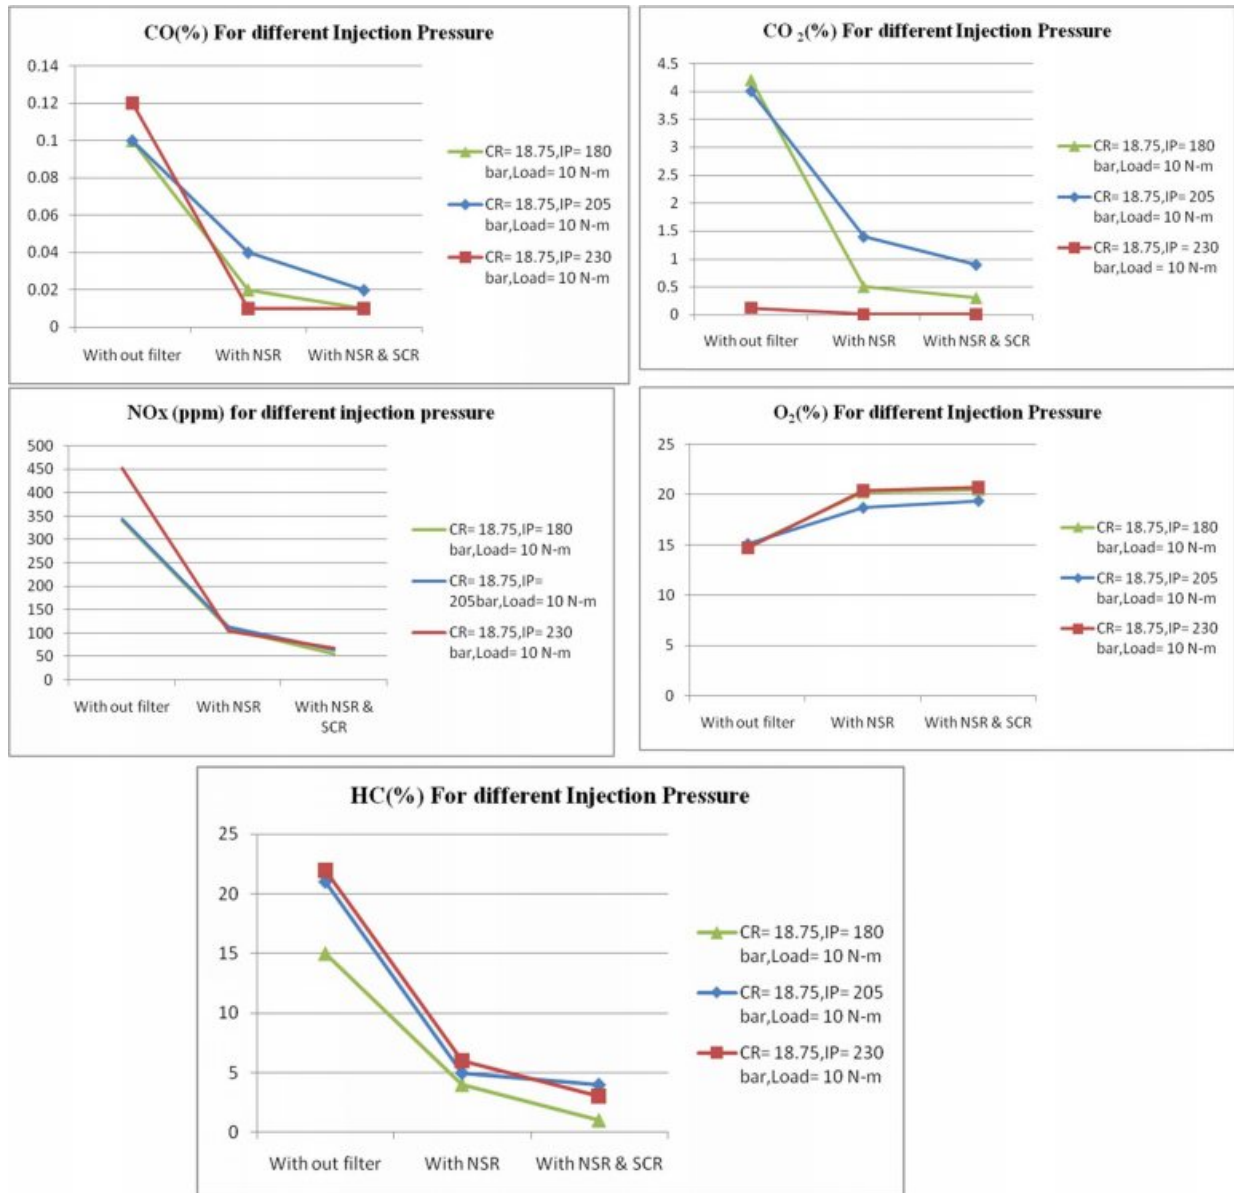 CO(%) For different Injection Pressure
0.14
0.12
0.1
0.08
0.06
0.04
0.02
0
With out filter
With NSR
With NSR & SCR
CR= 18.75,IP= 180
bar,Load= 10 N-m
CR= 18.75,IP= 205
bar,Load= 10 N-m
CR= 18.75,IP= 230
bar,Load= 10 N-m
CO ₂(%) For different Injection Pressure
4.5
4
3.5
3
2.5
2
1.5
1
0.5
0
With out filter
With NSR
With NSR & SCR
CR= 18.75,IP= 180
bar,Load= 10 N-m
CR= 18.75,IP= 205
bar,Load= 10 N-m
CR= 18.75,IP = 230
bar,Load = 10 N-m
NOx (ppm) for different injection pressure
500
450
400
350
300
250
200
150
100
50
0
With out filter
With NSR
With NSR &
SCR
CR= 18.75,IP= 180
bar,Load= 10 N-m
CR= 18.75,IP=
205bar,Load= 10 N-m
CR= 18.75,IP= 230
bar,Load= 10 N-m
O₂(%) For different Injection Pressure
25
20
15
10
5
0
With out filter
With NSR
With NSR & SCR
CR= 18.75,IP= 180
bar,Load= 10 N-m
CR= 18.75,IP= 205
bar,Load= 10 N-m
CR= 18.75,IP= 230
bar,Load= 10 N-m
HC(%) For different Injection Pressure
25
20
15
10
5
0
With out filter
With NSR
With NSR & SCR
CR= 18.75,IP= 180
bar,Load= 10 N-m
CR= 18.75,IP= 205
bar,Load= 10 N-m
CR= 18.75,IP= 230
bar,Load= 10 N-m